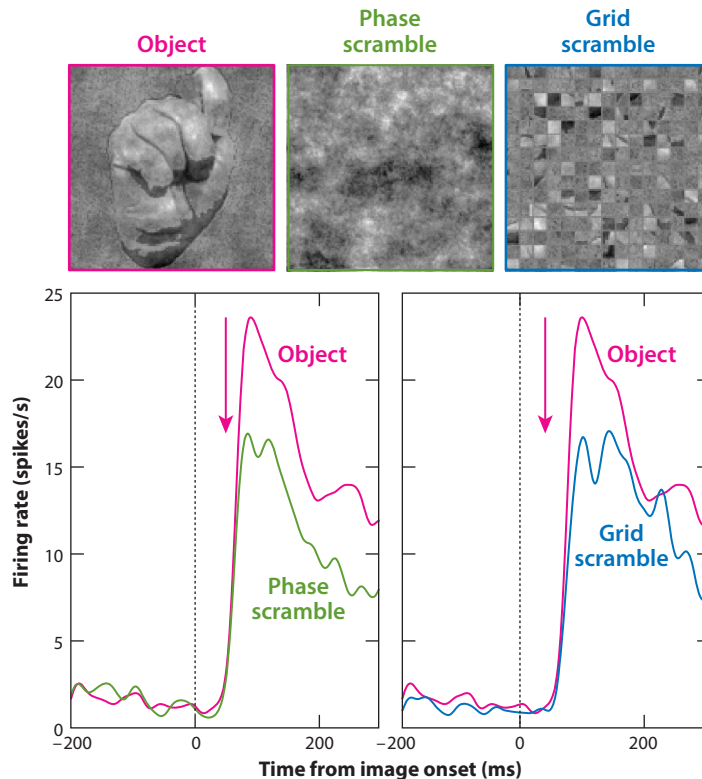 Object
Phase
scramble
Grid
scramble
Firing rate (spikes/s)
25
20
15
10
5
0
Object
Phase
scramble
Object
Grid
scramble
−200
0
200
−200
0
200
Time from image onset (ms)